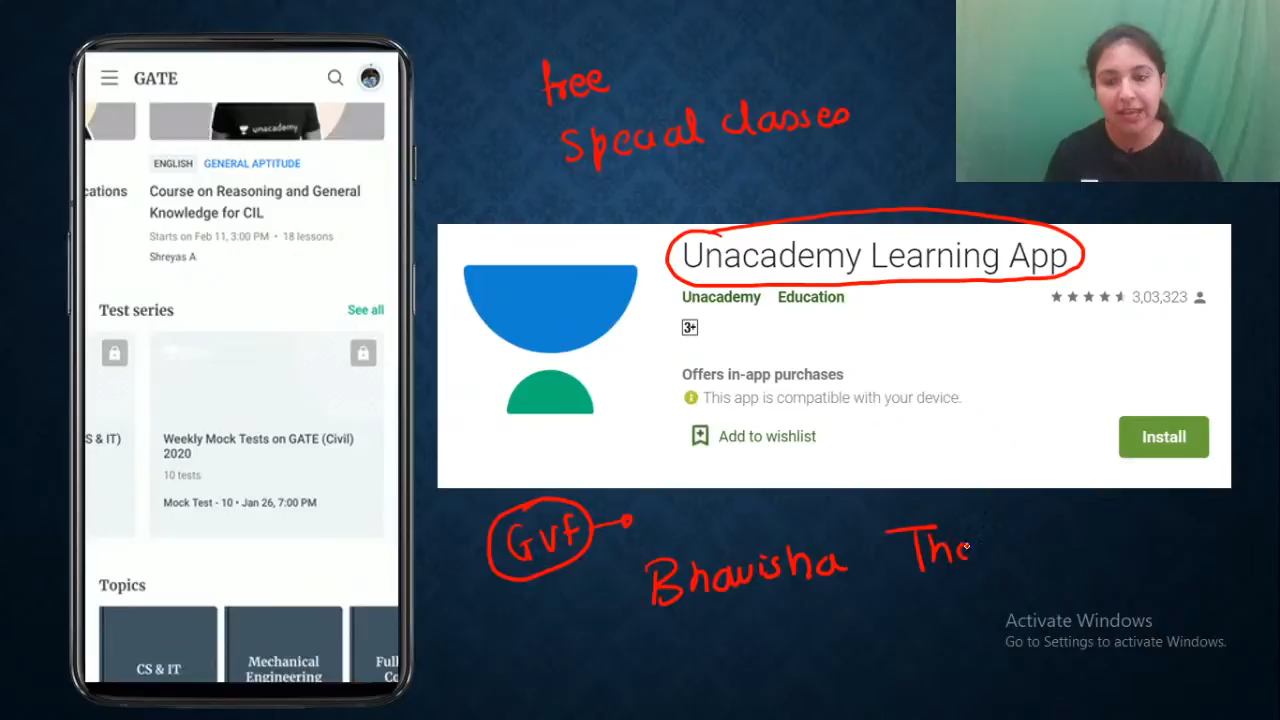 GATE
unacademy
ENGLISH GENERAL APTITUDE
cations
Course on Reasoning and General
Knowledge for CIL
Starts on Feb 11, 3:00 PM • 18 lessons
Shreyas A
Test series See all
S & IT)
Weekly Mock Tests on GATE (Civil)
2020
10 tests
Mock Test - 10 • Jan 26, 7:00 PM
Topics
CS & IT
Mechanical
Engineering
Ful
Co
free
special classes
Unacademy Learning App
Unacademy Education
3,03,323
3+
Offers in-app purchases
This app is compatible with your device.
Add to wishlist
Install
Gvf
Bhavisha The
Activate Windows
Go to Settings to activate Windows.